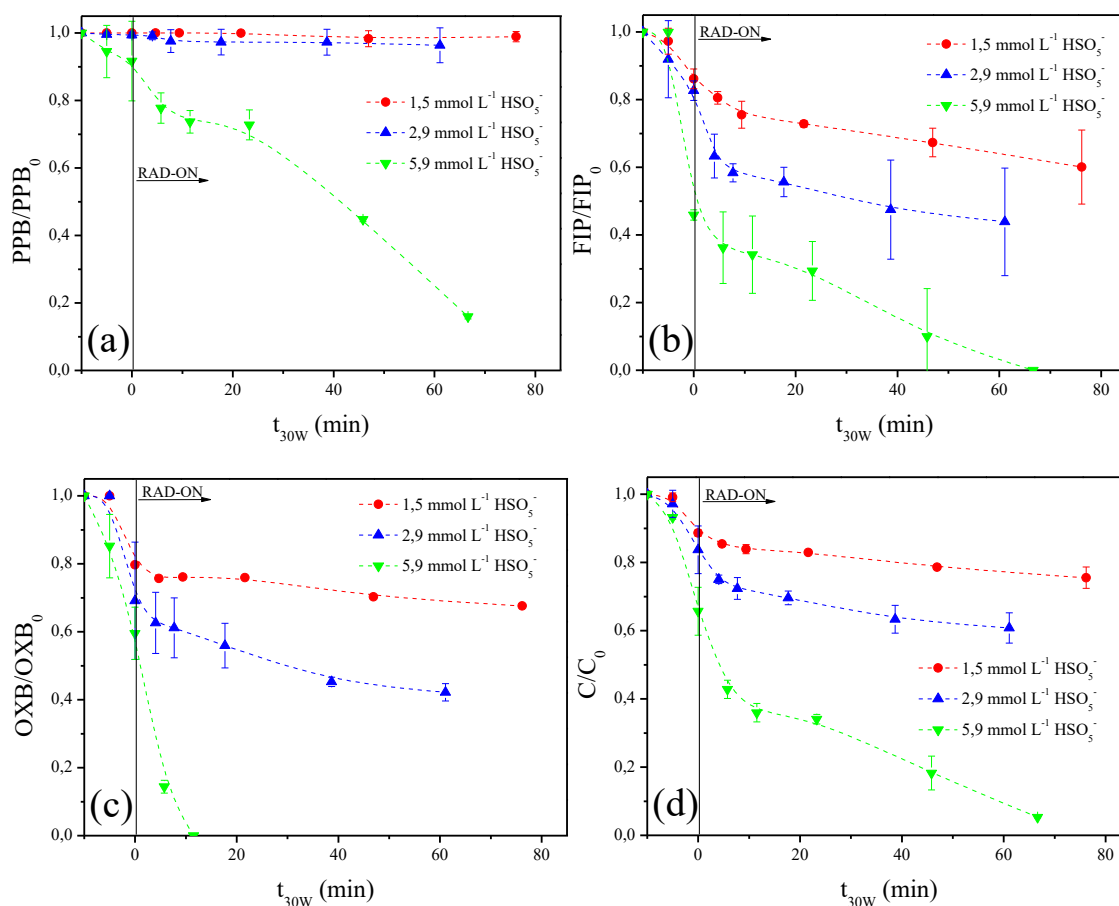 1,0
0,8
0,6
0,4
0,2
0,0
PPB/PPB₀
RAD-ON
1,5 mmol L⁻¹ HSO₅⁻
2,9 mmol L⁻¹ HSO₅⁻
5,9 mmol L⁻¹ HSO₅⁻
(a)
0 20 40 60 80
t₃₀W (min)
1,0
0,8
0,6
0,4
0,2
0,0
FIP/FIP₀
RAD-ON
1,5 mmol L⁻¹ HSO₅⁻
2,9 mmol L⁻¹ HSO₅⁻
5,9 mmol L⁻¹ HSO₅⁻
(b)
0 20 40 60 80
t₃₀W (min)
1,0
0,8
0,6
0,4
0,2
0,0
OXB/OXB₀
RAD-ON
1,5 mmol L⁻¹ HSO₅⁻
2,9 mmol L⁻¹ HSO₅⁻
5,9 mmol L⁻¹ HSO₅⁻
(c)
0 20 40 60 80
t₃₀W (min)
1,0
0,8
0,6
0,4
0,2
0,0
C/C₀
RAD-ON
1,5 mmol L⁻¹ HSO₅⁻
2,9 mmol L⁻¹ HSO₅⁻
5,9 mmol L⁻¹ HSO₅⁻
(d)
0 20 40 60 80
t₃₀W (min)